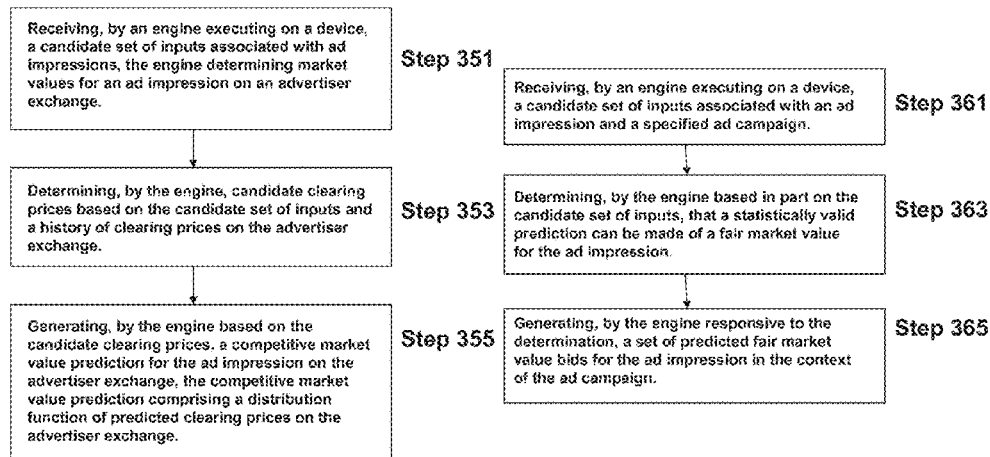 Receiving, by an engine executing on a device,
a candidate set of inputs associated with ad
impressions, the engine determining market
values for an ad impression on an advertiser
exchange.
Step 351
Determining, by the engine, candidate clearing
prices based on the candidate set of inputs and
a history of clearing prices on the advertiser
exchange.
Step 353
Generating, by the engine based on the
candidate clearing prices, a competitive market
value prediction for the ad impression on the
advertiser exchange, the competitive market
value prediction comprising a distribution
function of predicted clearing prices on the
advertiser exchange.
Step 355
Receiving, by an engine executing on a device,
a candidate set of inputs associated with an ad
impression and a specified ad campaign.
Step 361
Determining, by the engine based in part on the
candidate set of inputs, that a statistically valid
prediction can be made of a fair market value
for the ad impression.
Step 363
Generating, by the engine responsive to the
determination, a set of predicted fair market
value bids for the ad impression in the context
of the ad campaign.
Step 365